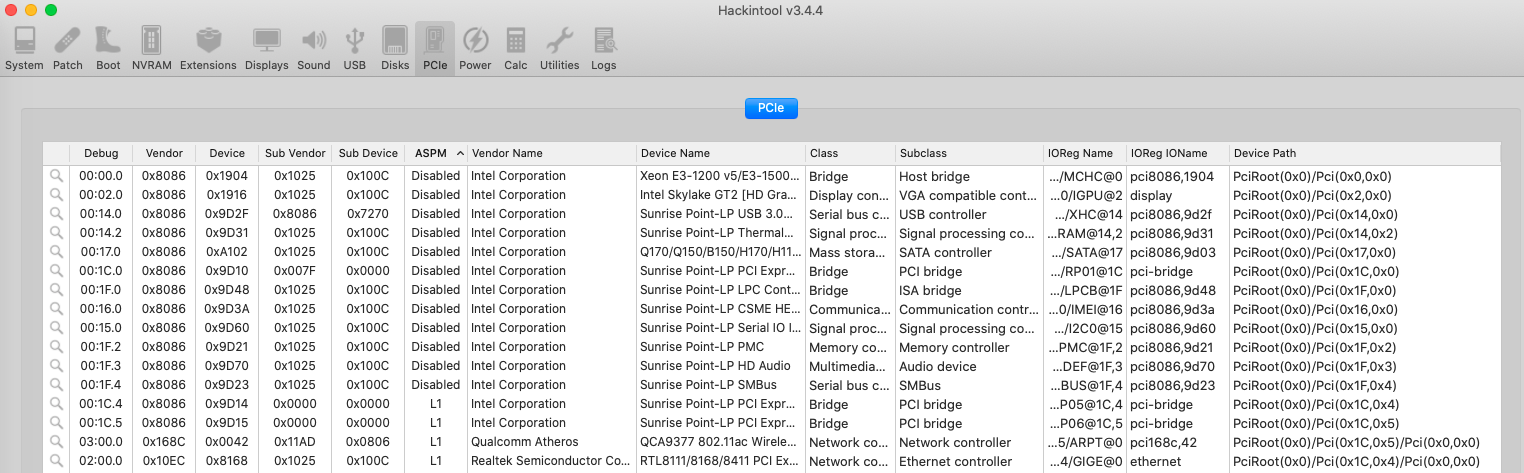 Hackintool v3.4.4
System Patch Boot NVRAM Extensions Displays Sound USB Disks PCIe Power Calc Utilities Logs
PCIe
Debug Vendor Device Sub Vendor Sub Device ASPM Vendor Name Device Name Class Subclass IOReg Name IOReg IOName Device Path
00:00.0 0x8086 0x1904 0x1025 0x100C Disabled Intel Corporation Xeon E3-1200 v5/E3-1500... Bridge Host bridge .../MCHC@0 pci8086,1904 PciRoot(0x0)/Pci(0x0,0x0)
00:02.0 0x8086 0x1916 0x1025 0x100C Disabled Intel Corporation Intel Skylake GT2 [HD Gra... Display con... VGA compatible cont... ...0/IGPU@2 display PciRoot(0x0)/Pci(0x2,0x0)
00:14.0 0x8086 0x9D2F 0x8086 0x7270 Disabled Intel Corporation Sunrise Point-LP USB 3.0... Serial bus c... USB controller .../XHC@14 pci8086,9d2f PciRoot(0x0)/Pci(0x14,0x0)
00:14.2 0x8086 0x9D31 0x1025 0x100C Disabled Intel Corporation Sunrise Point-LP Thermal... Signal proc... Signal processing co... ...RAM@14,2 pci8086,9d31 PciRoot(0x0)/Pci(0x14,0x2)
00:17.0 0x8086 0xA102 0x1025 0x100C Disabled Intel Corporation Q170/Q150/B150/H170/H11... Mass stora... SATA controller .../SATA@17 pci8086,9d03 PciRoot(0x0)/Pci(0x17,0x0)
00:1C.0 0x8086 0x9D10 0x007F 0x0000 Disabled Intel Corporation Sunrise Point-LP PCI Expr... Bridge PCI bridge .../RP01@1C pci-bridge PciRoot(0x0)/Pci(0x1C,0x0)
00:1F.0 0x8086 0x9D48 0x1025 0x100C Disabled Intel Corporation Sunrise Point-LP LPC Cont... Bridge ISA bridge .../LPCB@1F pci8086,9d48 PciRoot(0x0)/Pci(0x1F,0x0)
00:16.0 0x8086 0x9D3A 0x1025 0x100C Disabled Intel Corporation Sunrise Point-LP CSME HE... Communica... Communication contr... ...0/IMEI@16 pci8086,9d3a PciRoot(0x0)/Pci(0x16,0x0)
00:15.0 0x8086 0x9D60 0x1025 0x100C Disabled Intel Corporation Sunrise Point-LP Serial IO I... Signal proc... Signal processing co... .../I2C0@15 pci8086,9d60 PciRoot(0x0)/Pci(0x15,0x0)
00:1F.2 0x8086 0x9D21 0x1025 0x100C Disabled Intel Corporation Sunrise Point-LP PMC Memory co... Memory controller ...PMC@1F,2 pci8086,9d21 PciRoot(0x0)/Pci(0x1F,0x2)
00:1F.3 0x8086 0x9D70 0x1025 0x100C Disabled Intel Corporation Sunrise Point-LP HD Audio Multimedia... Audio device ...DEF@1F,3 pci8086,9d70 PciRoot(0x0)/Pci(0x1F,0x3)
00:1F.4 0x8086 0x9D23 0x1025 0x100C Disabled Intel Corporation Sunrise Point-LP SMBus Serial bus c... SMBus ...BUS@1F,4 pci8086,9d23 PciRoot(0x0)/Pci(0x1F,0x4)
00:1C.4 0x8086 0x9D14 0x0000 0x0000 L1 Intel Corporation Sunrise Point-LP PCI Expr... Bridge PCI bridge ...P05@1C,4 pci-bridge PciRoot(0x0)/Pci(0x1C,0x4)
00:1C.5 0x8086 0x9D15 0x0000 0x0000 L1 Intel Corporation Sunrise Point-LP PCI Expr... Bridge PCI bridge ...P06@1C,5 pci-bridge PciRoot(0x0)/Pci(0x1C,0x5)
03:00.0 0x168C 0x0042 0x11AD 0x0806 L1 Qualcomm Atheros QCA9377 802.11ac Wirele... Network co... Network controller ...5/ARPT@0 pci168c,42 PciRoot(0x0)/Pci(0x1C,0x5)/Pci(0x0,0x0)
02:00.0 0x10EC 0x8168 0x1025 0x100C L1 Realtek Semiconductor Co... RTL8111/8168/8411 PCI Ex... Network co... Ethernet controller ...4/GIGE@0 ethernet PciRoot(0x0)/Pci(0x1C,0x4)/Pci(0x0,0x0)